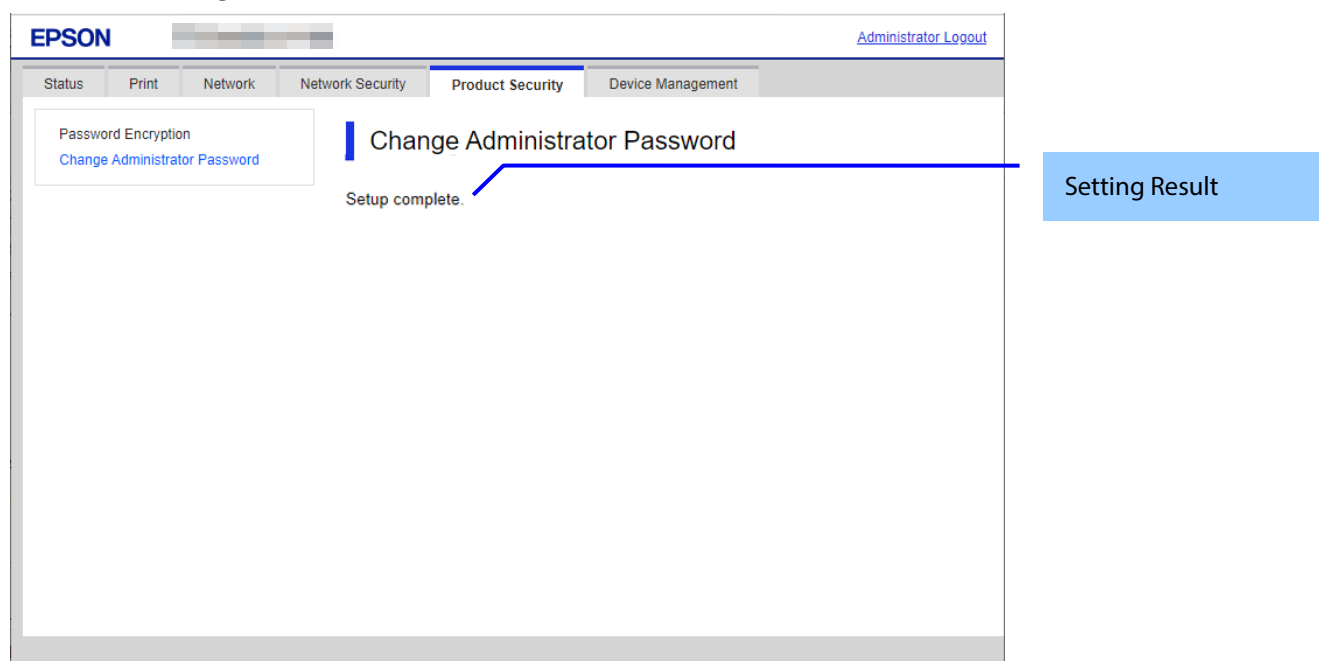 EPSON
Administrator Logout
Status Print Network Network Security Product Security Device Management
Password Encryption
Change Administrator Password
Change Administrator Password
Setup complete.
Setting Result